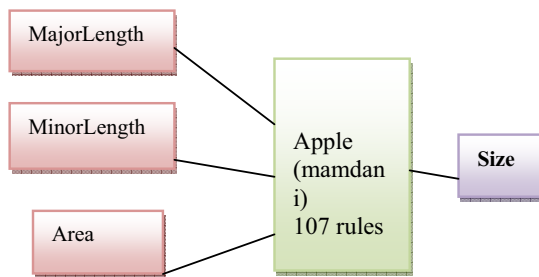 MajorLength
MinorLength
Area
Apple
(mamdan
i)
107 rules
Size